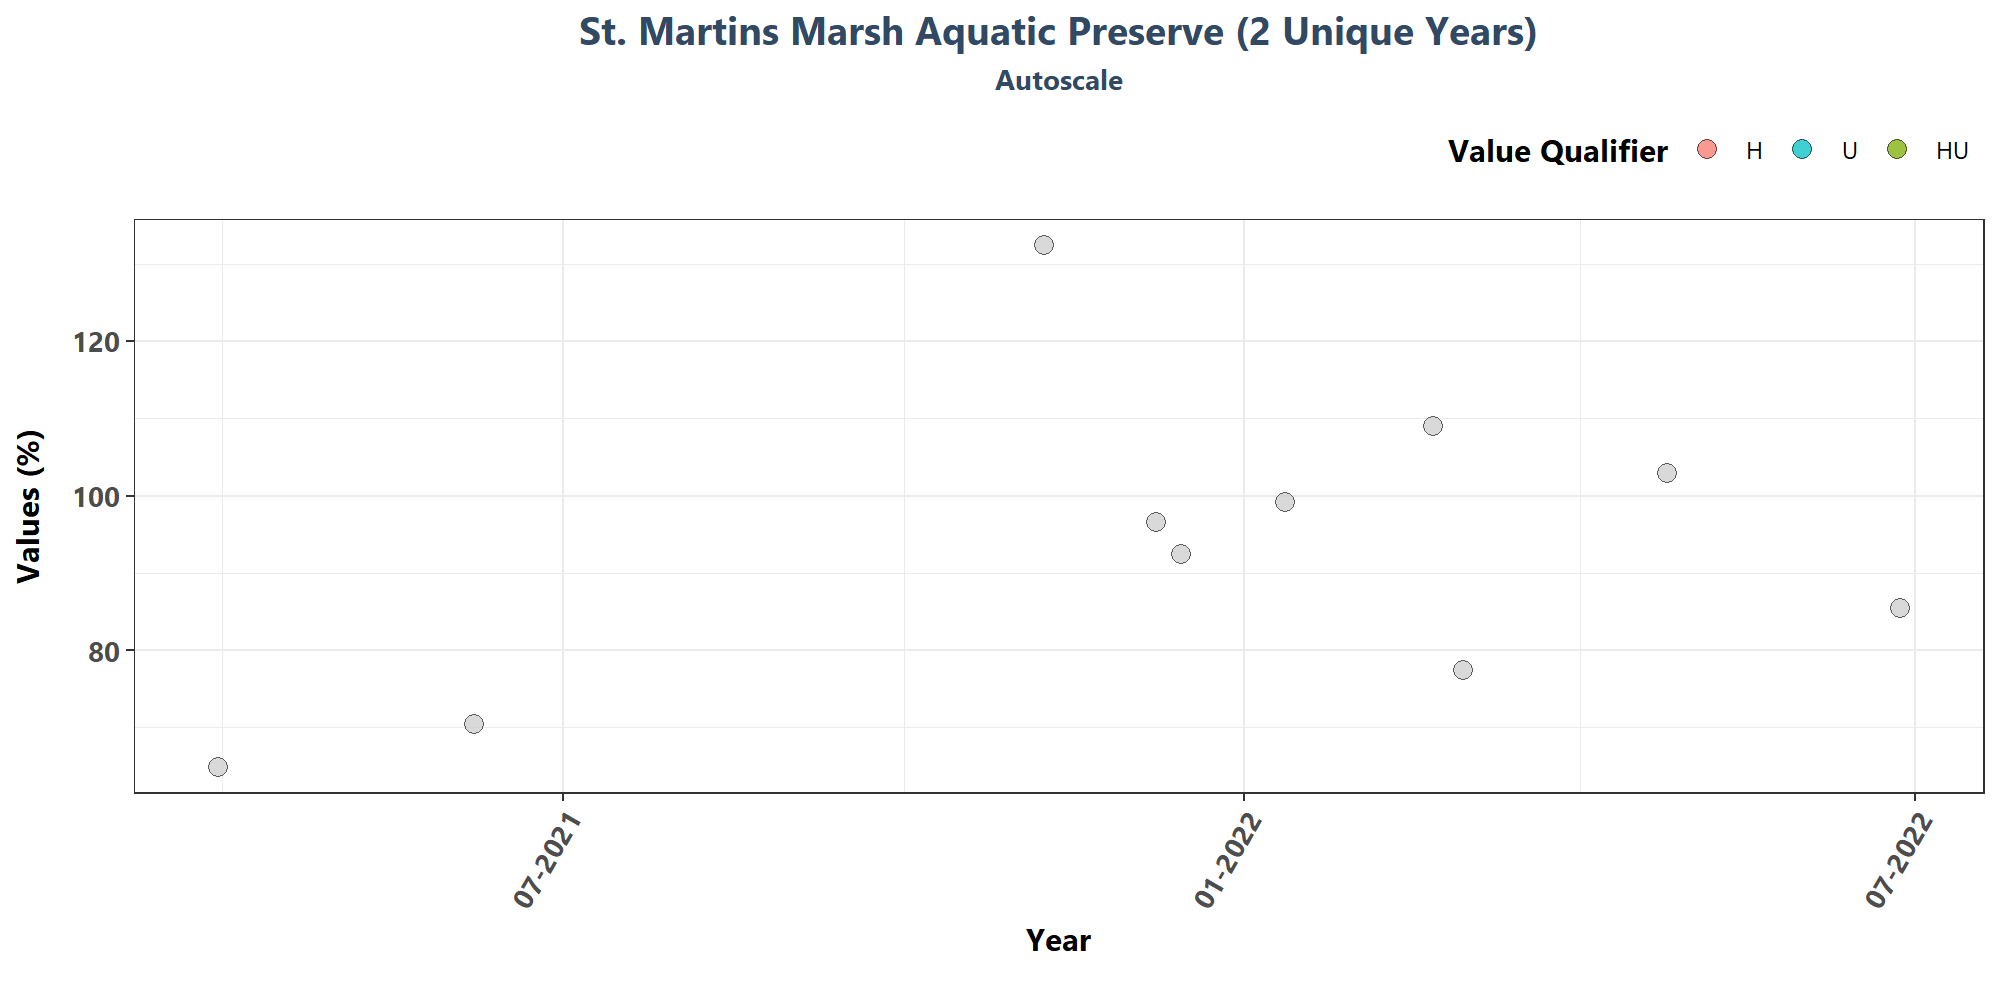 St. Martins Marsh Aquatic Preserve (2 Unique Years)
Autoscale
Value Qualifier H U HU
Values (%)
120
100
80
07-2021
01-2022
07-2022
Year